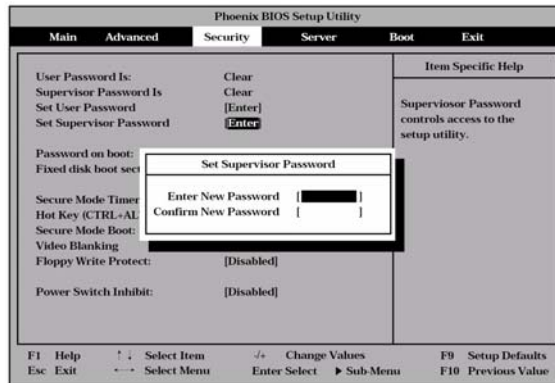 Phoenix BIOS Setup Utility
Main Advanced Security Server Boot Exit
Item Specific Help
User Password Is: Clear
Supervisor Password Is Clear
Set User Password [Enter]
Set Supervisor Password [Enter]
Superviosor Password
controls access to the
setup utility.
Password on boot:
Fixed disk boot sect
Set Supervisor Password
Enter New Password [ ]
Confirm New Password [ ]
Secure Mode Timer
Hot Key (CTRL+AL
Secure Mode Boot:
Video Blanking
Floppy Write Protect: [Disabled]
Power Switch Inhibit: [Disabled]
F1 Help ↑ ↓ Select Item -/+ Change Values F9 Setup Defaults
Esc Exit ←→ Select Menu Enter Select ▶ Sub-Menu F10 Previous Value